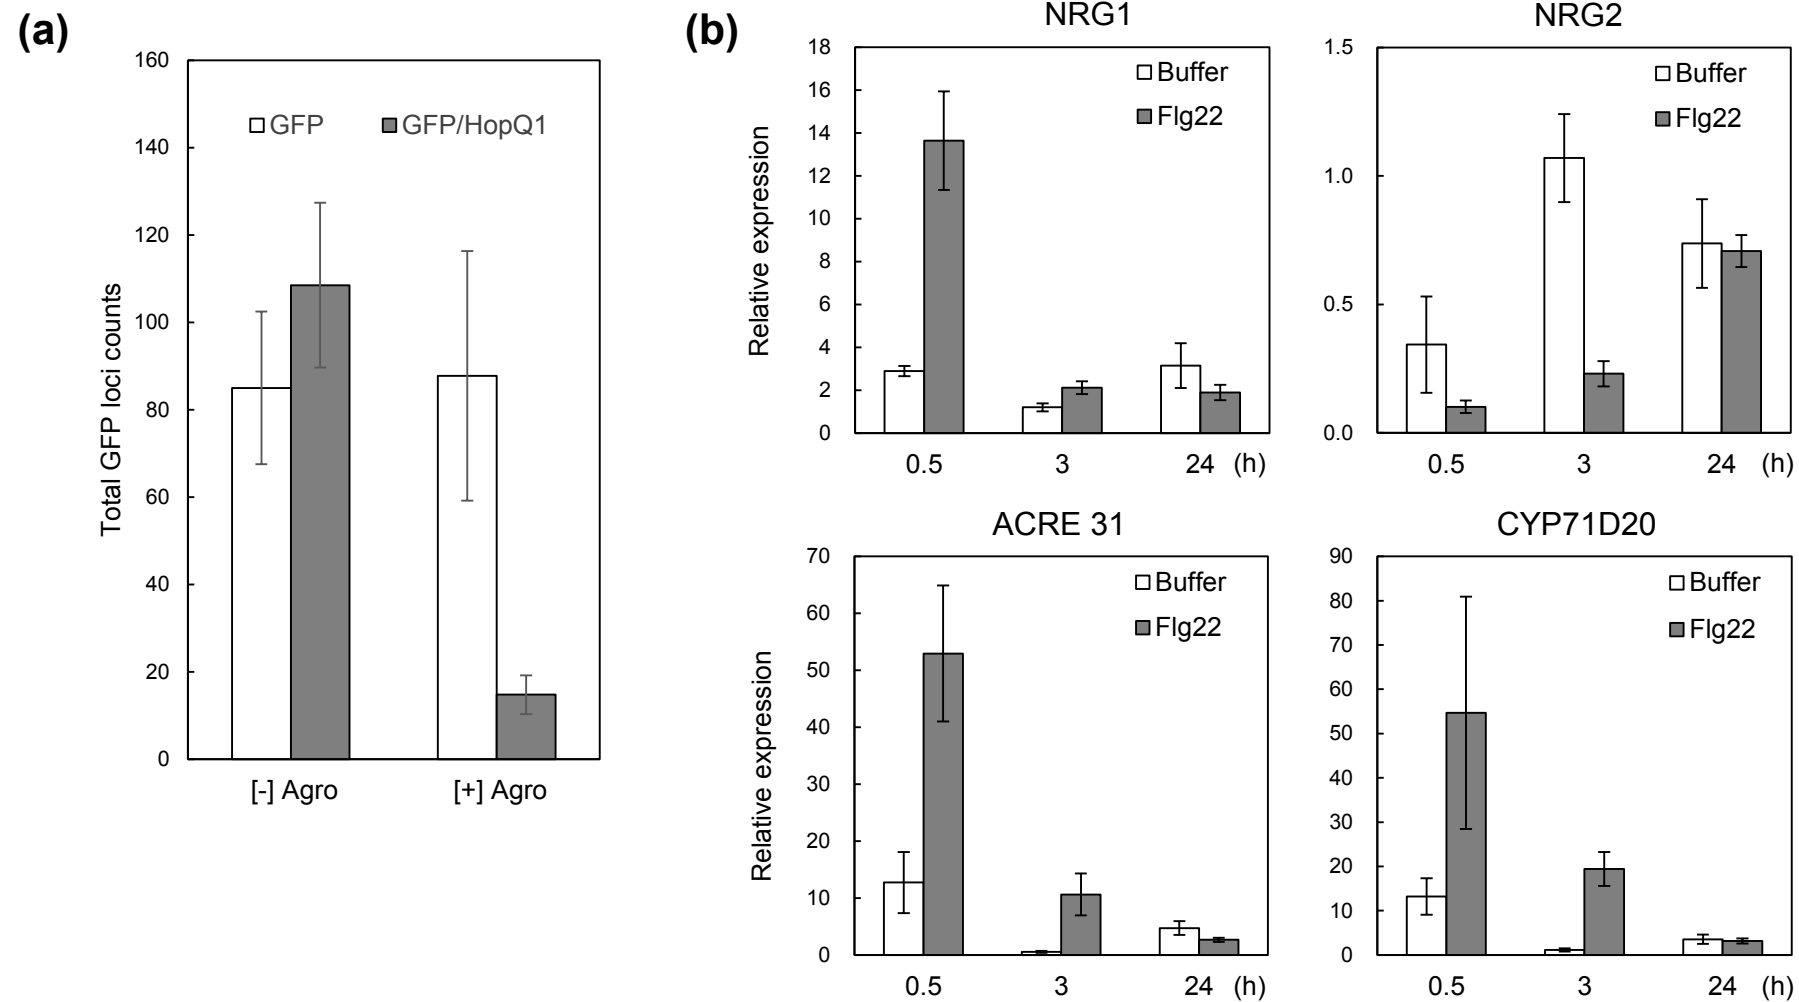 (a)
160
140
120
100
80
60
40
20
0
Total GFP loci counts
GFP
GFP/HopQ1
[-] Agro
[+] Agro
(b)
NRG1
18
16
14
12
10
8
6
4
2
0
Relative expression
Buffer
Flg22
0.5 3 24 (h)
NRG2
1.5
1.0
0.5
0.0
Buffer
Flg22
0.5 3 24 (h)
ACRE 31
70
60
50
40
30
20
10
0
Relative expression
Buffer
Flg22
0.5 3 24 (h)
CYP71D20
90
80
70
60
50
40
30
20
10
0
Buffer
Flg22
0.5 3 24 (h)